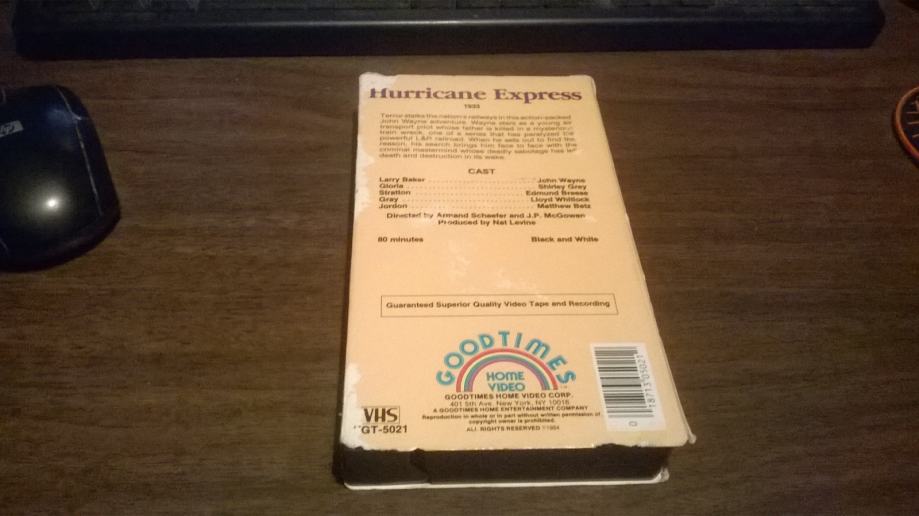 Hurricane Express
1933
Terror stalks the nation's railways in this action-packed
John Wayne adventure. Wayne stars as a young air
transport pilot whose father is killed in a mysterious
train wreck, one of a series that has paralyzed the
powerful L&R railroad. When he sets out to find the
reason, his search brings him face to face with the
criminal mastermind whose deadly sabotage has left
death and destruction in its wake.
CAST
Larry Baker John Wayne
Gloria Shirley Grey
Stratton Edmund Breese
Gray Lloyd Whitlock
Jordon Matthew Betz
Directed by Armand Schaefer and J.P. McGowan
Produced by Nat Levine
80 minutes Black and White
Guaranteed Superior Quality Video Tape and Recording
GOODTIMES
HOME
VIDEO
GOODTIMES HOME VIDEO CORP.
401 5th Ave. New York, NY 10016
A GOODTIMES HOME ENTERTAINMENT COMPANY
Reproduction in whole or in part without written permission of
copyright owner is prohibited.
ALL RIGHTS RESERVED ©1984
VHS
GT-5021
0 18713 05021
hp